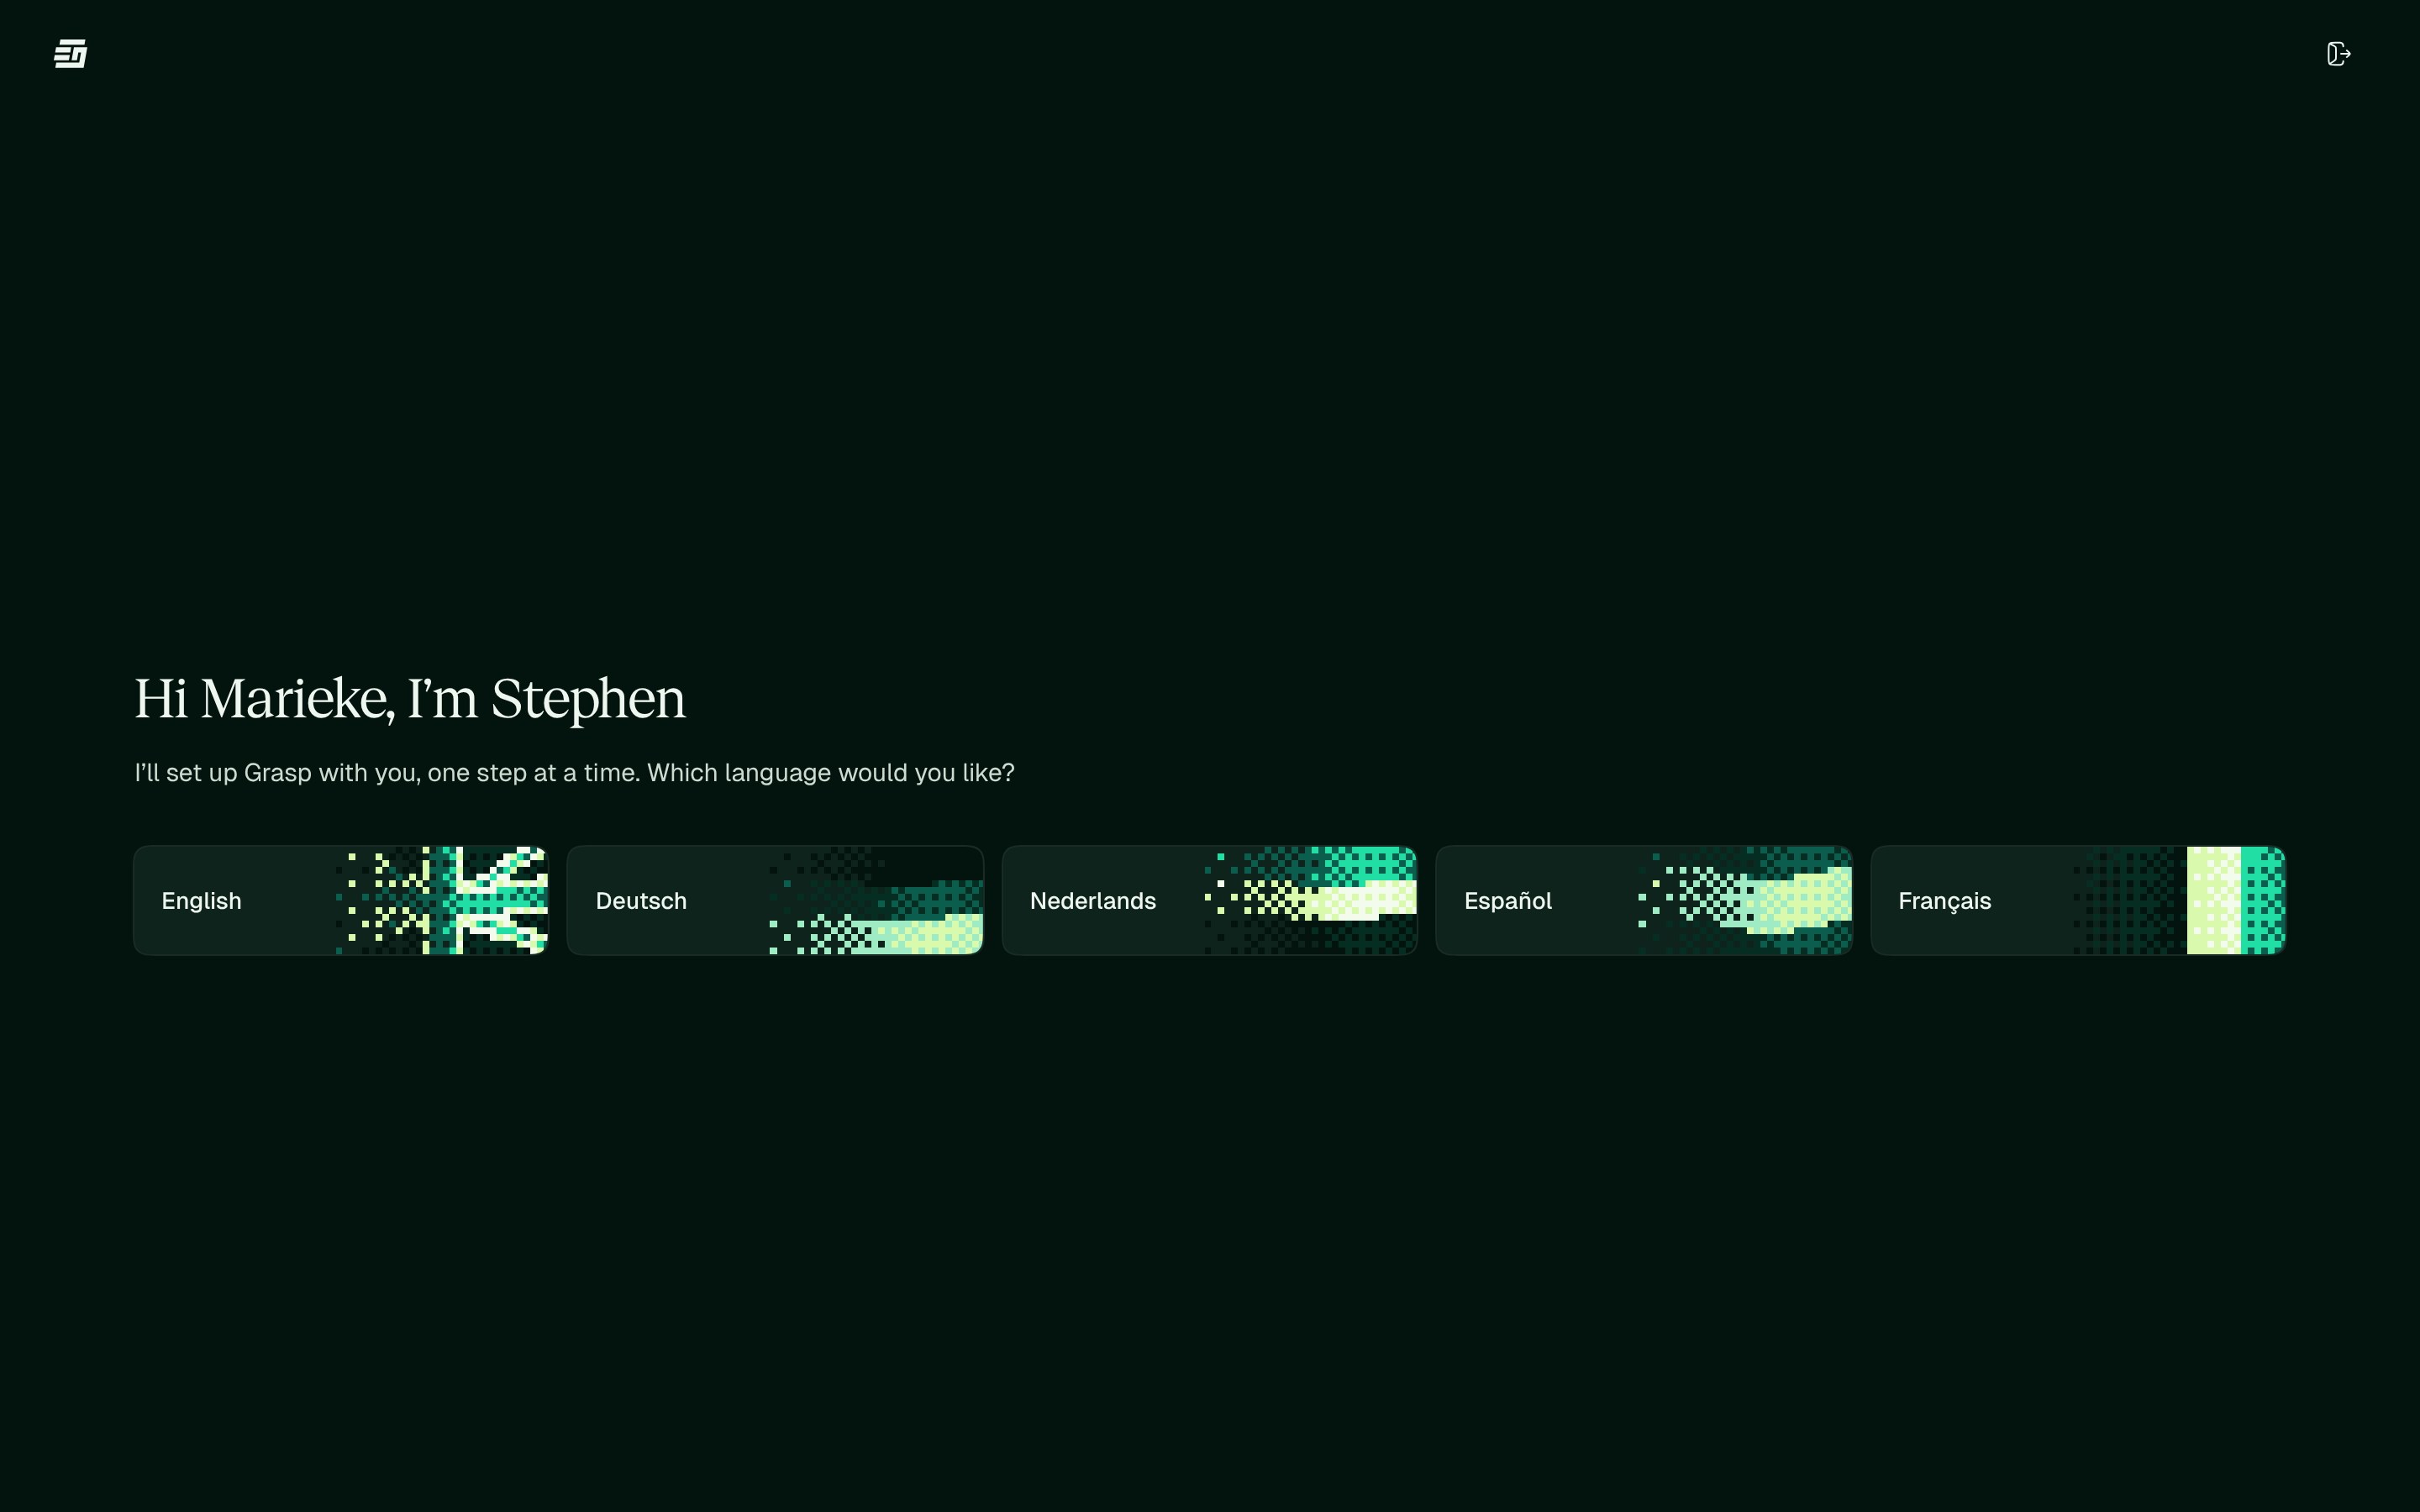 Hi Marieke, I’m Stephen
I’ll set up Grasp with you, one step at a time. Which language would you like?
English
Deutsch
Nederlands
Español
Français